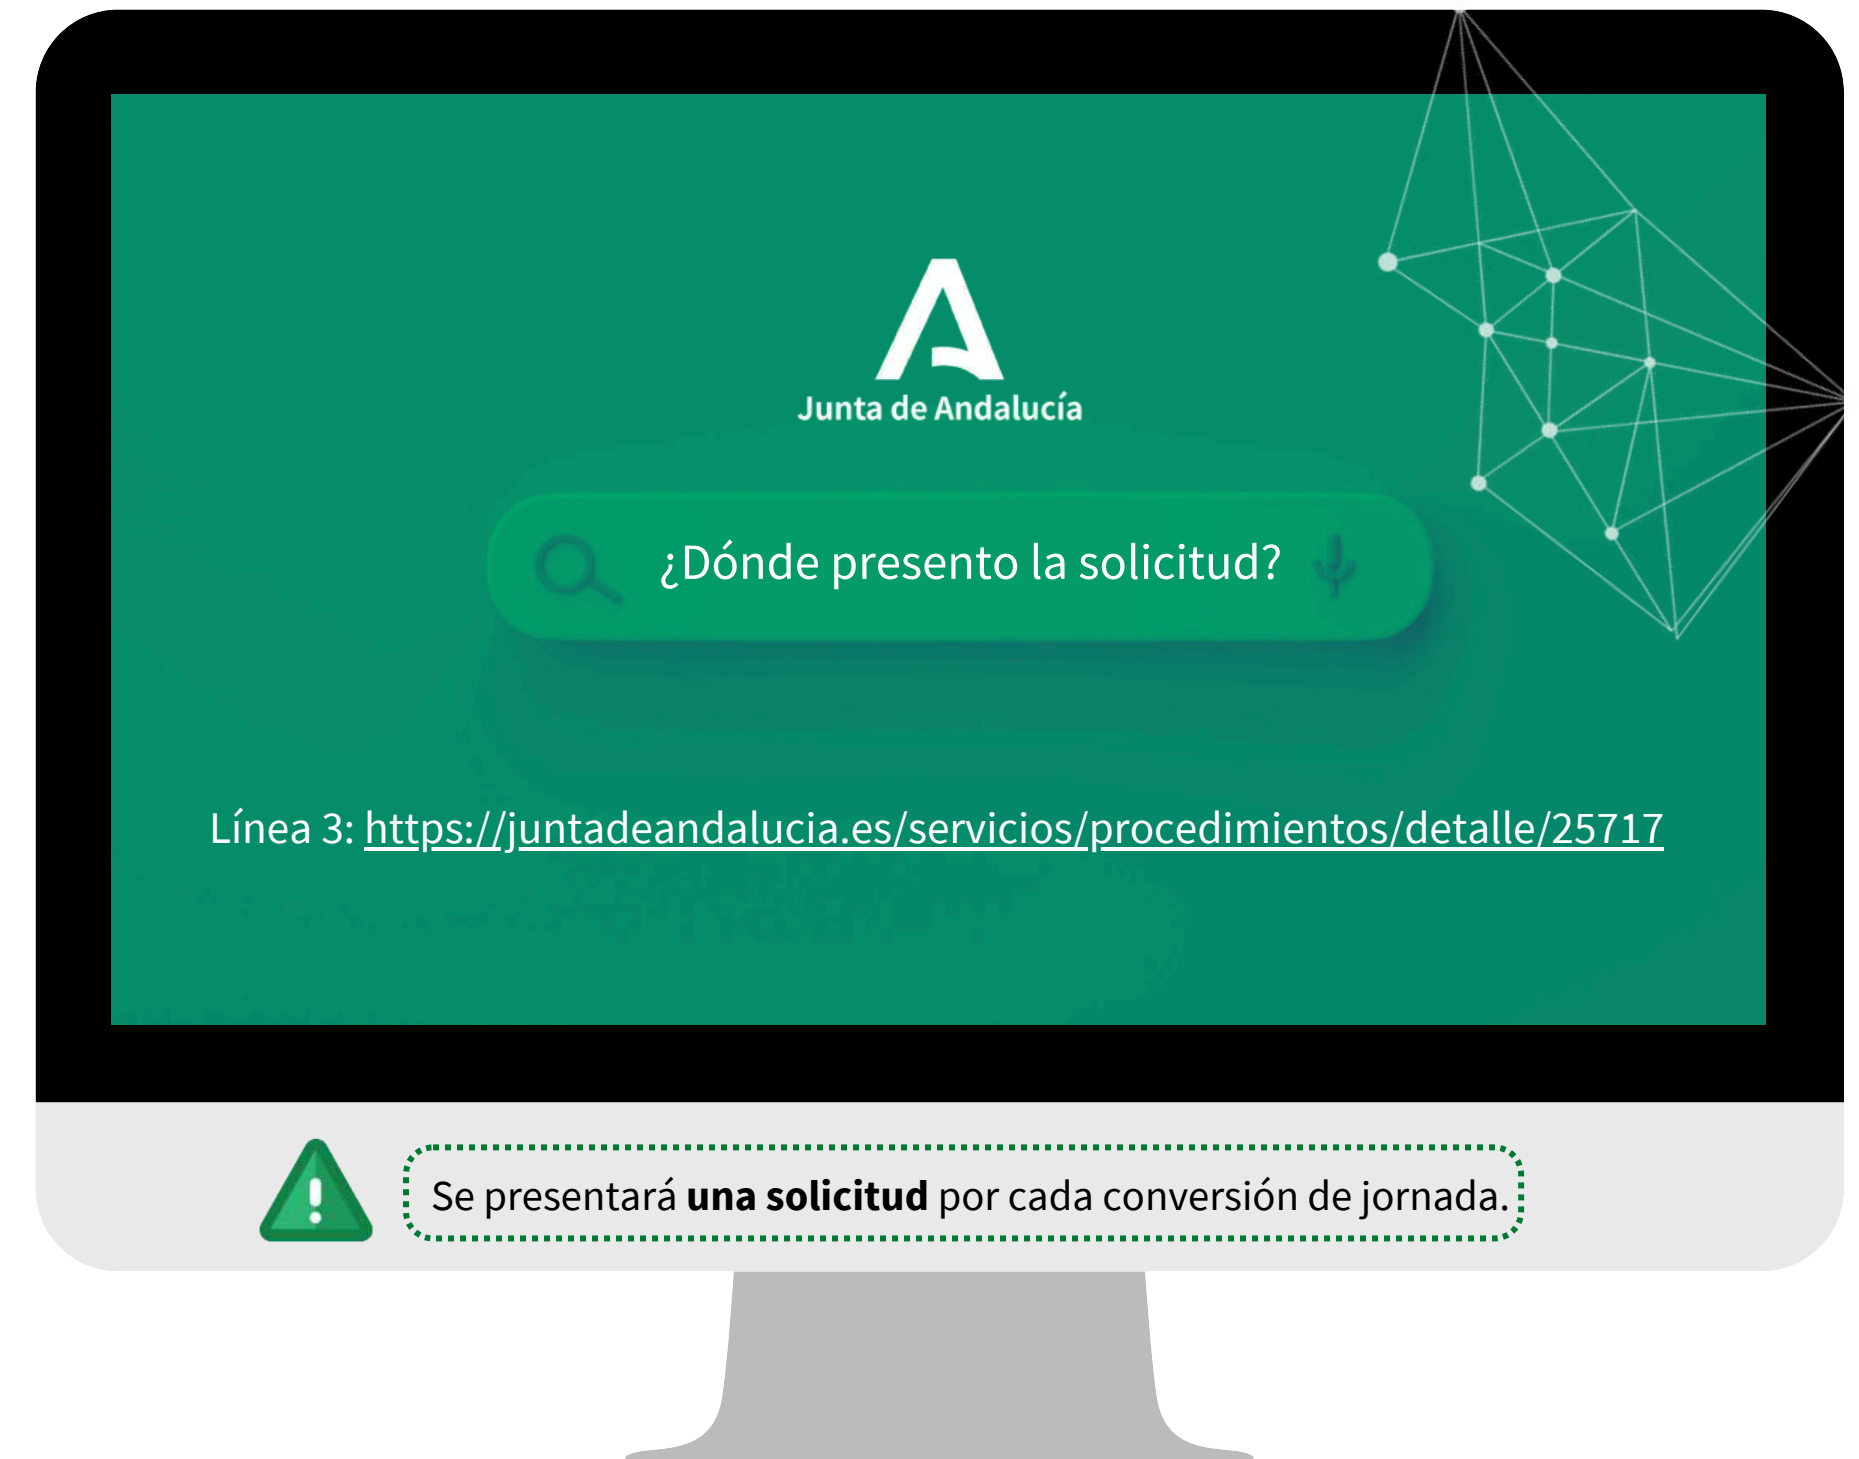 Junta de Andalucía
¿Dónde presento la solicitud?
Línea 3: https://juntadeandalucia.es/servicios/procedimientos/detalle/25717
Se presentará una solicitud por cada conversión de jornada.